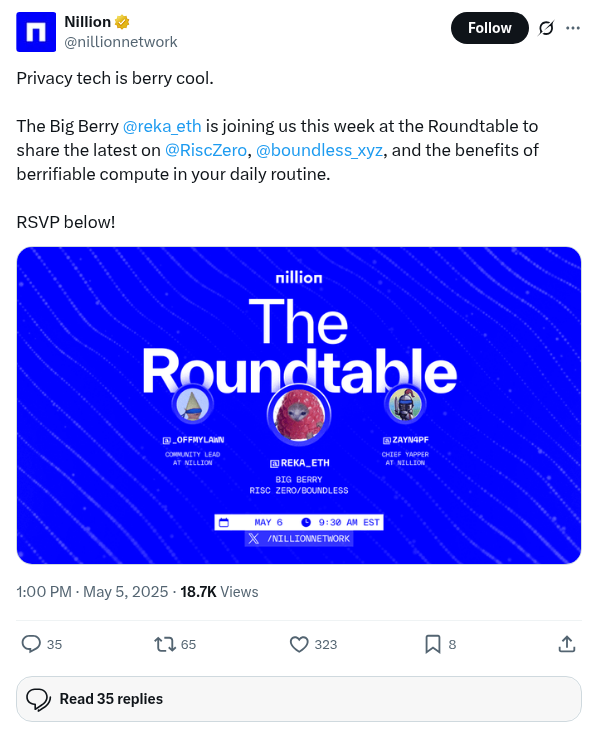 Nillion
@nillionnetwork
Follow
Privacy tech is berry cool.
The Big Berry @reka_eth is joining us this week at the Roundtable to
share the latest on @RiscZero, @boundless_xyz, and the benefits of
berrifiable compute in your daily routine.
RSVP below!
nillion
The
Roundtable
@_OFFMYLAWN
COMMUNITY LEAD
AT NILLION
@REKA_ETH
BIG BERRY
RISC ZERO/BOUNDLESS
@ZAYN4PF
CHIEF YAPPER
AT NILLION
MAY 6 9:30 AM EST
X /NILLIONNETWORK
1:00 PM · May 5, 2025 · 18.7K Views
35 65 323 8
Read 35 replies